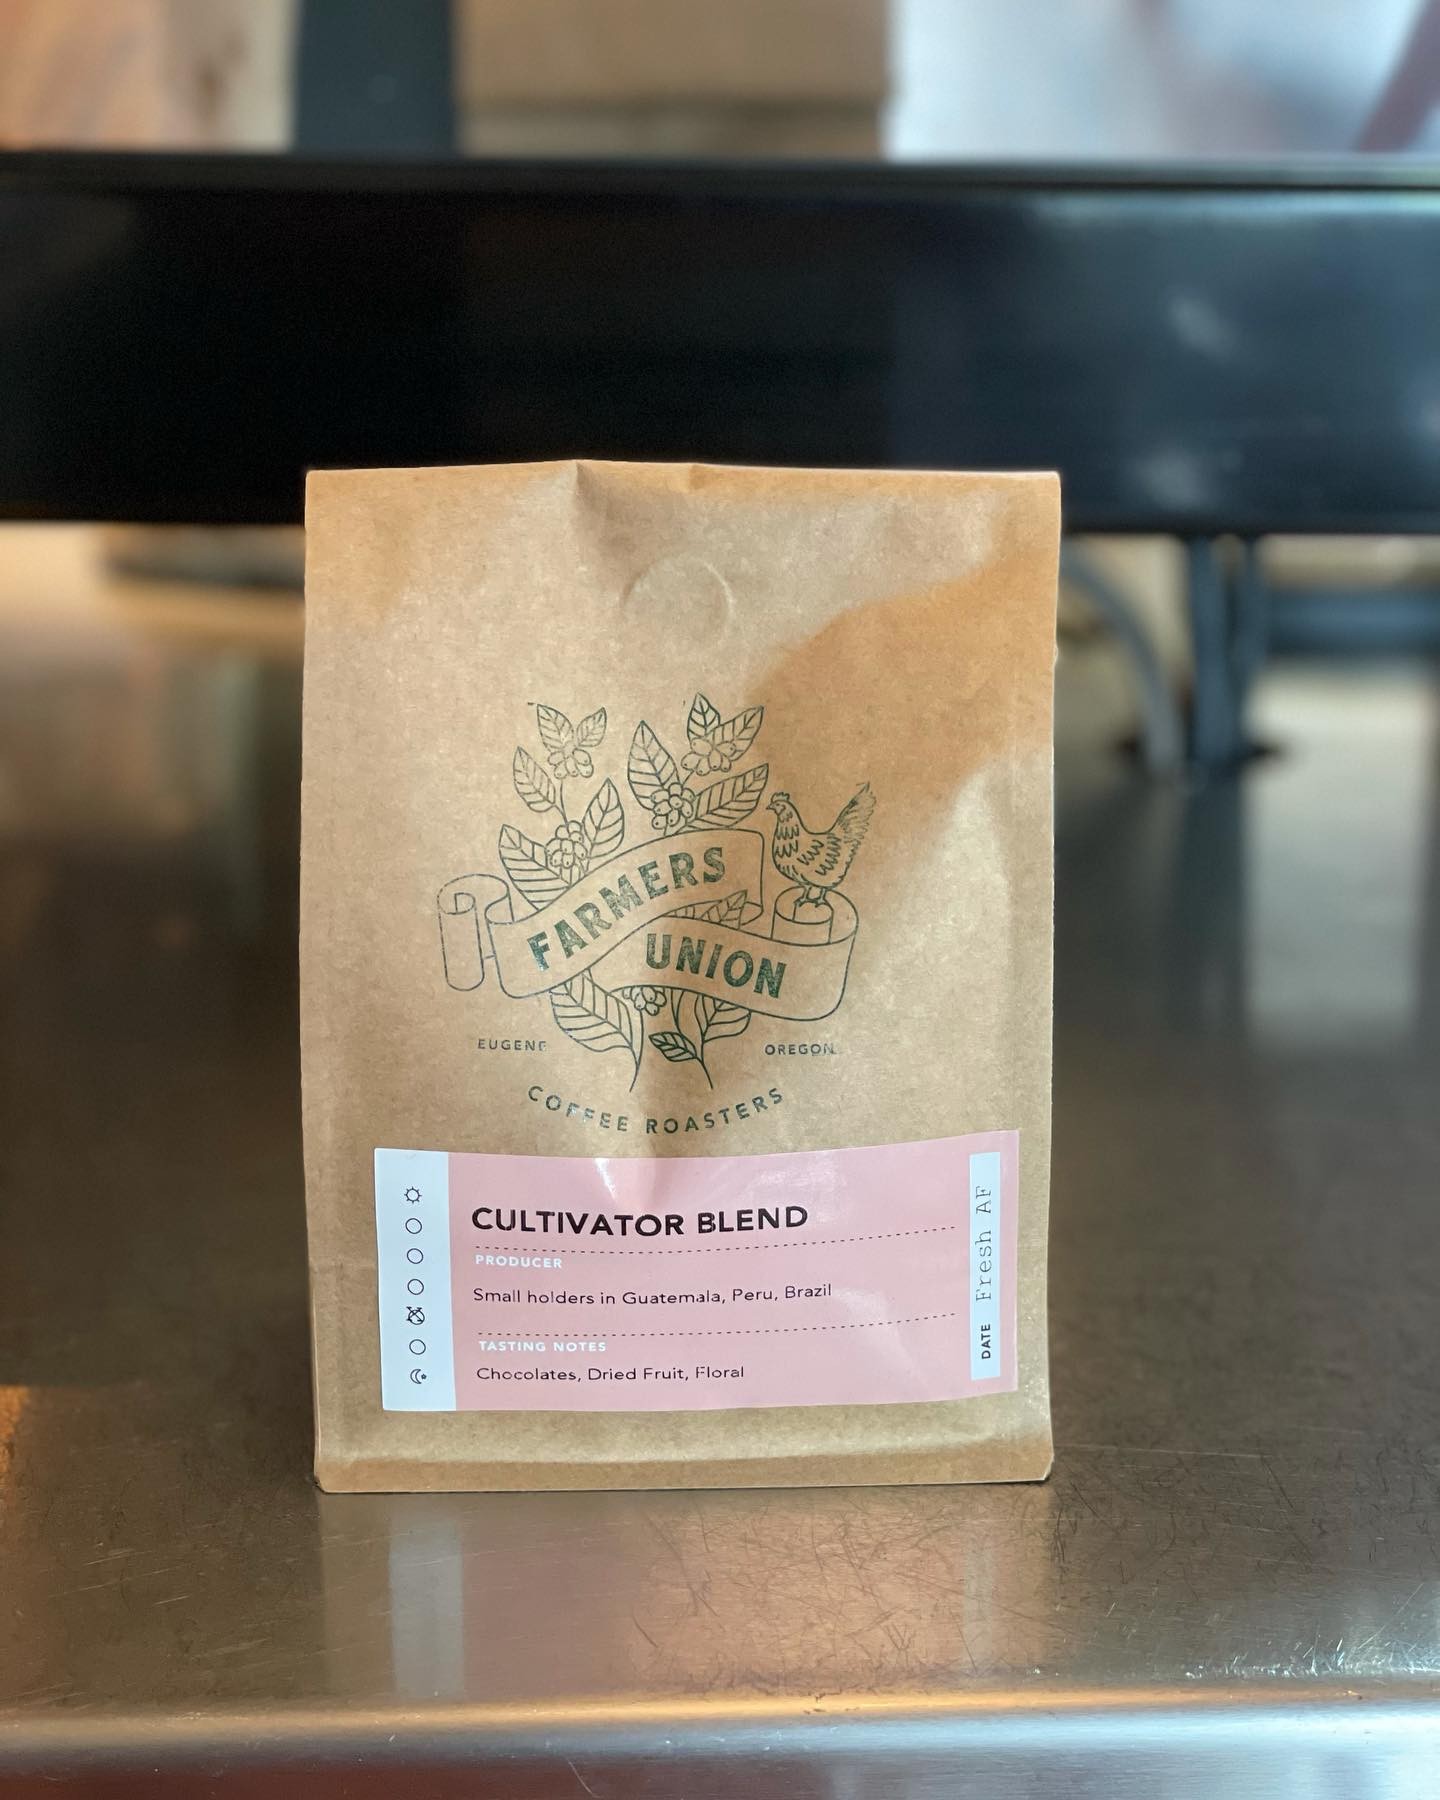 FARMERS
UNION
EUGENE
OREGON
COFFEE ROASTERS
CULTIVATOR BLEND
PRODUCER
Small holders in Guatemala, Peru, Brazil
TASTING NOTES
Chocolates, Dried Fruit, Floral
DATE Fresh AF